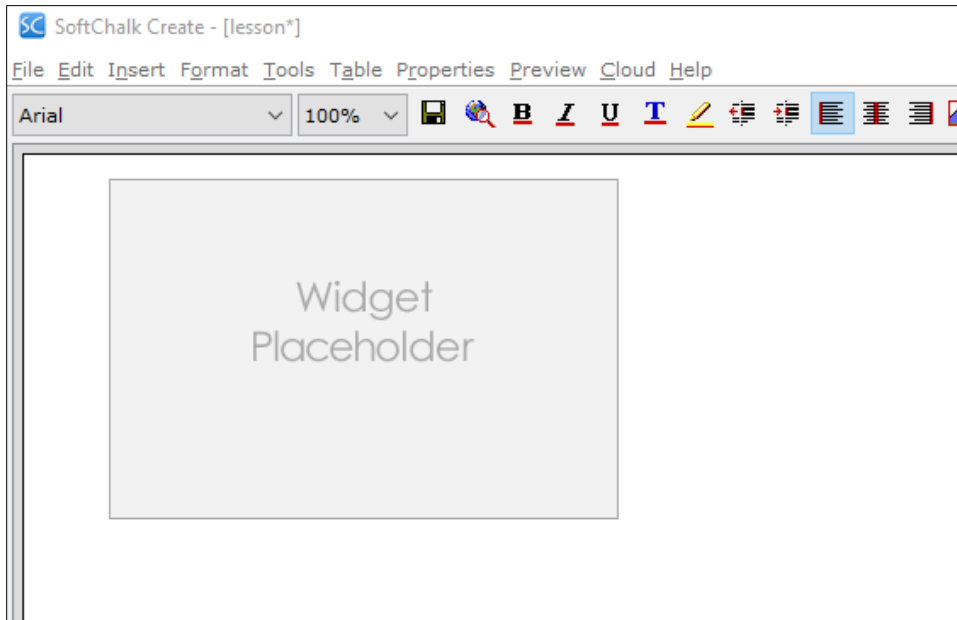 SC SoftChalk Create - [lesson*]
File Edit Insert Format Tools Table Properties Preview Cloud Help
Arial 100% B I U T
Widget
Placeholder